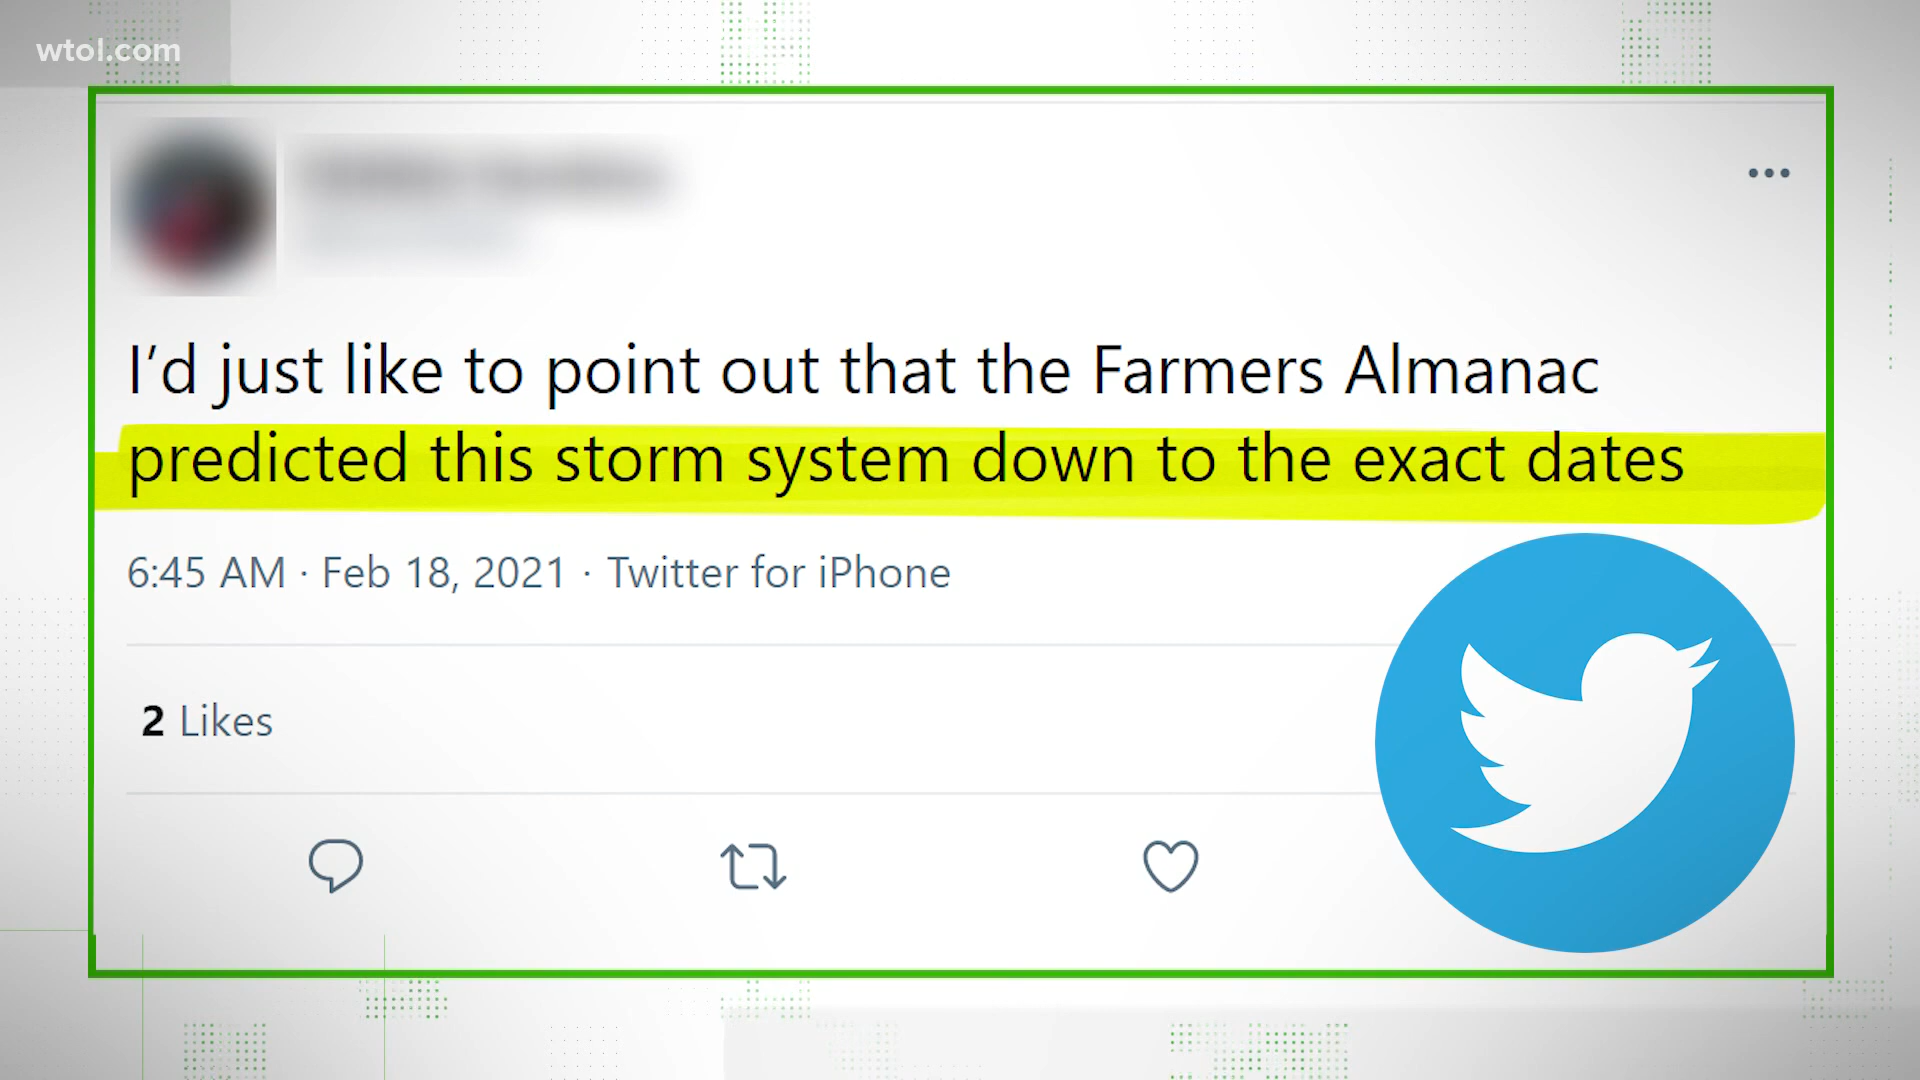 wtol.com
I’d just like to point out that the Farmers Almanac
predicted this storm system down to the exact dates
6:45 AM · Feb 18, 2021 · Twitter for iPhone
2 Likes